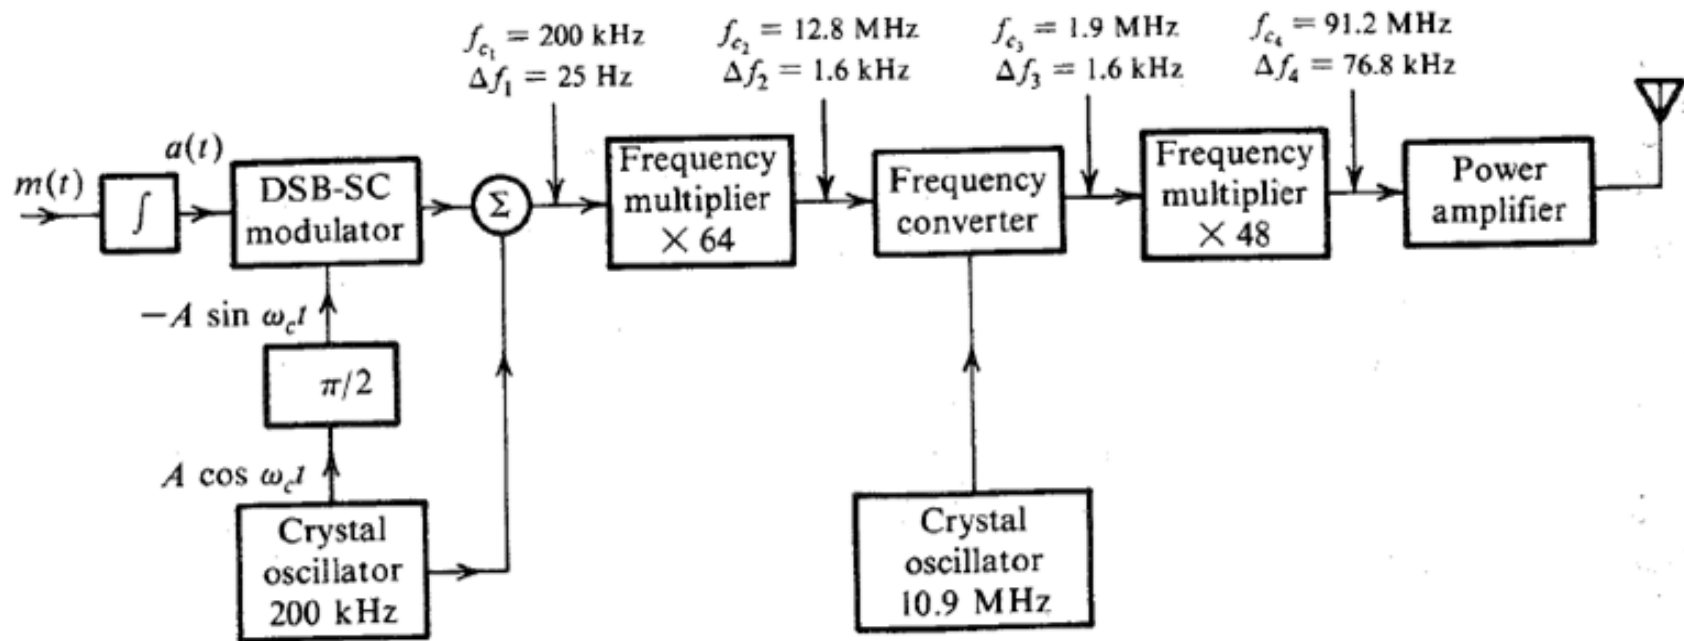 f_{c_1} = 200 kHz
Δf_1 = 25 Hz
f_{c_2} = 12.8 MHz
Δf_2 = 1.6 kHz
f_{c_3} = 1.9 MHz
Δf_3 = 1.6 kHz
f_{c_4} = 91.2 MHz
Δf_4 = 76.8 kHz
m(t)
∫
a(t)
DSB-SC
modulator
Σ
Frequency
multiplier
× 64
Frequency
converter
Frequency
multiplier
× 48
Power
amplifier
−A sin ω_c t
π/2
A cos ω_c t
Crystal
oscillator
200 kHz
Crystal
oscillator
10.9 MHz